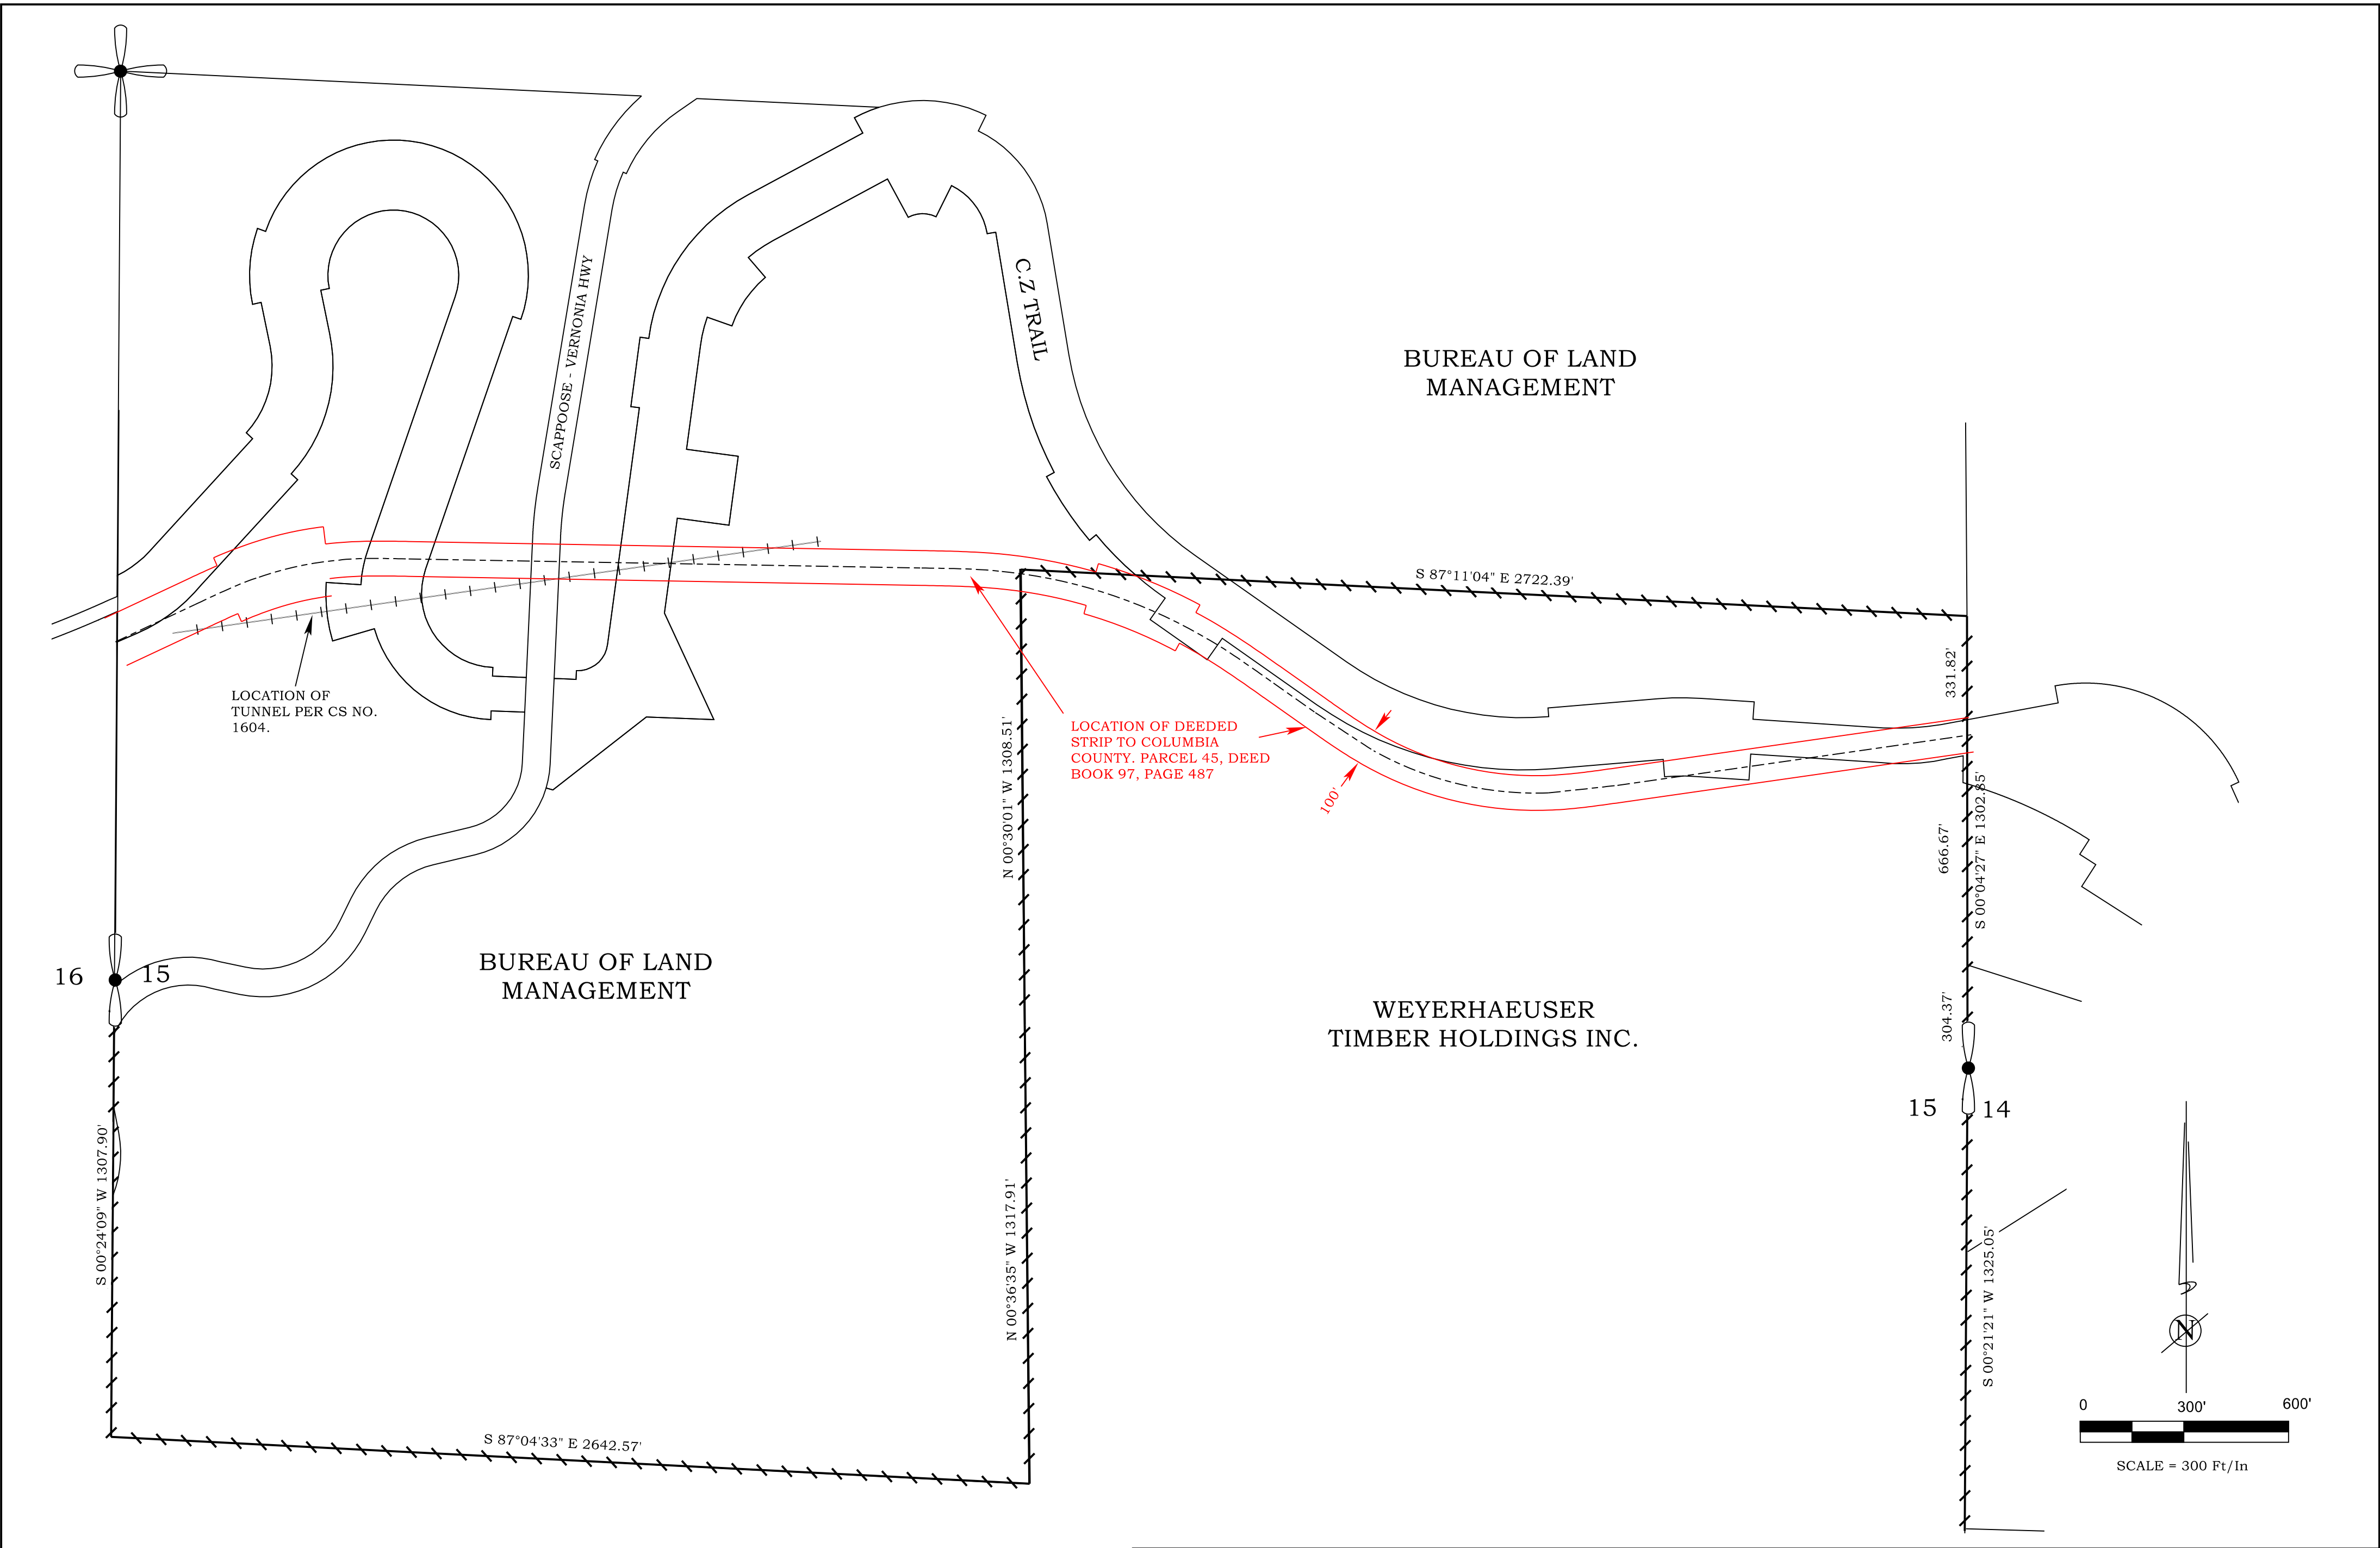 SCAPPOOSE - VERNONIA HWY
C.Z TRAIL
BUREAU OF LAND
MANAGEMENT
S 87°11'04" E 2722.39'
331.82'
LOCATION OF
TUNNEL PER CS NO.
1604.
LOCATION OF DEEDED
STRIP TO COLUMBIA
COUNTY. PARCEL 45, DEED
BOOK 97, PAGE 487
100'
N 00°30'01" W 1308.51'
666.67'
S 00°04'27" E 1302.85'
16
15
BUREAU OF LAND
MANAGEMENT
WEYERHAEUSER
TIMBER HOLDINGS INC.
304.37'
15
14
S 00°24'09" W 1307.90'
N 00°36'35" W 1317.91'
S 00°21'21" W 1325.05'
N
0 300' 600'
SCALE = 300 Ft/In
S 87°04'33" E 2642.57'